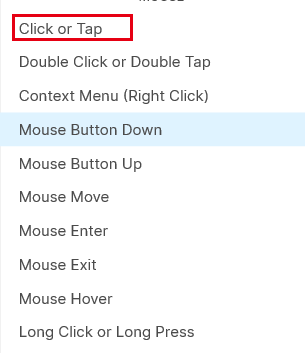 Click or Tap
Double Click or Double Tap
Context Menu (Right Click)
Mouse Button Down
Mouse Button Up
Mouse Move
Mouse Enter
Mouse Exit
Mouse Hover
Long Click or Long Press